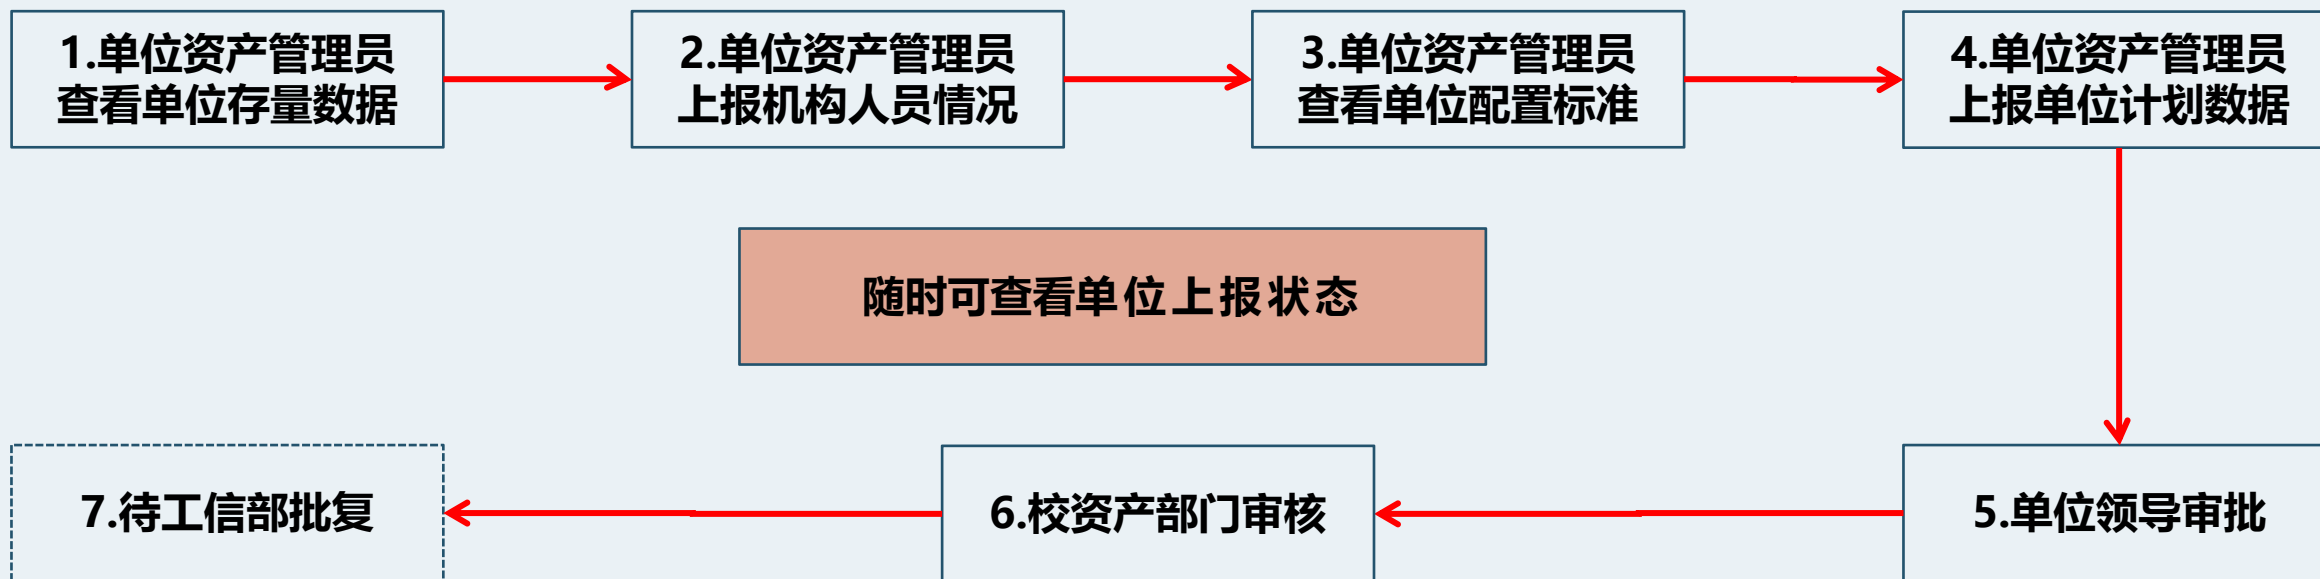 1.单位资产管理员
查看单位存量数据
2.单位资产管理员
上报机构人员情况
3.单位资产管理员
查看单位配置标准
4.单位资产管理员
上报单位计划数据
随时可查看单位上报状态
7.待工信部批复
6.校资产部门审核
5.单位领导审批